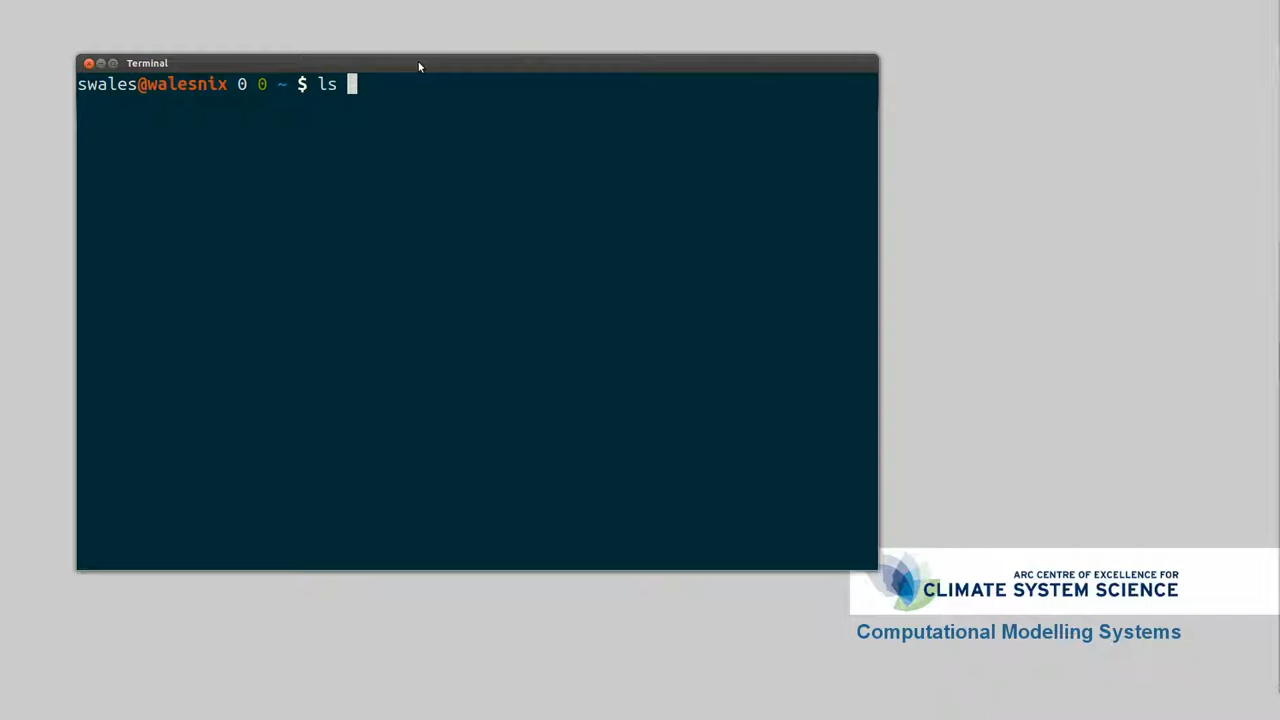 Terminal
swales@walesnix 0 0 ~ $ ls
ARC CENTRE OF EXCELLENCE FOR
CLIMATE SYSTEM SCIENCE
Computational Modelling Systems